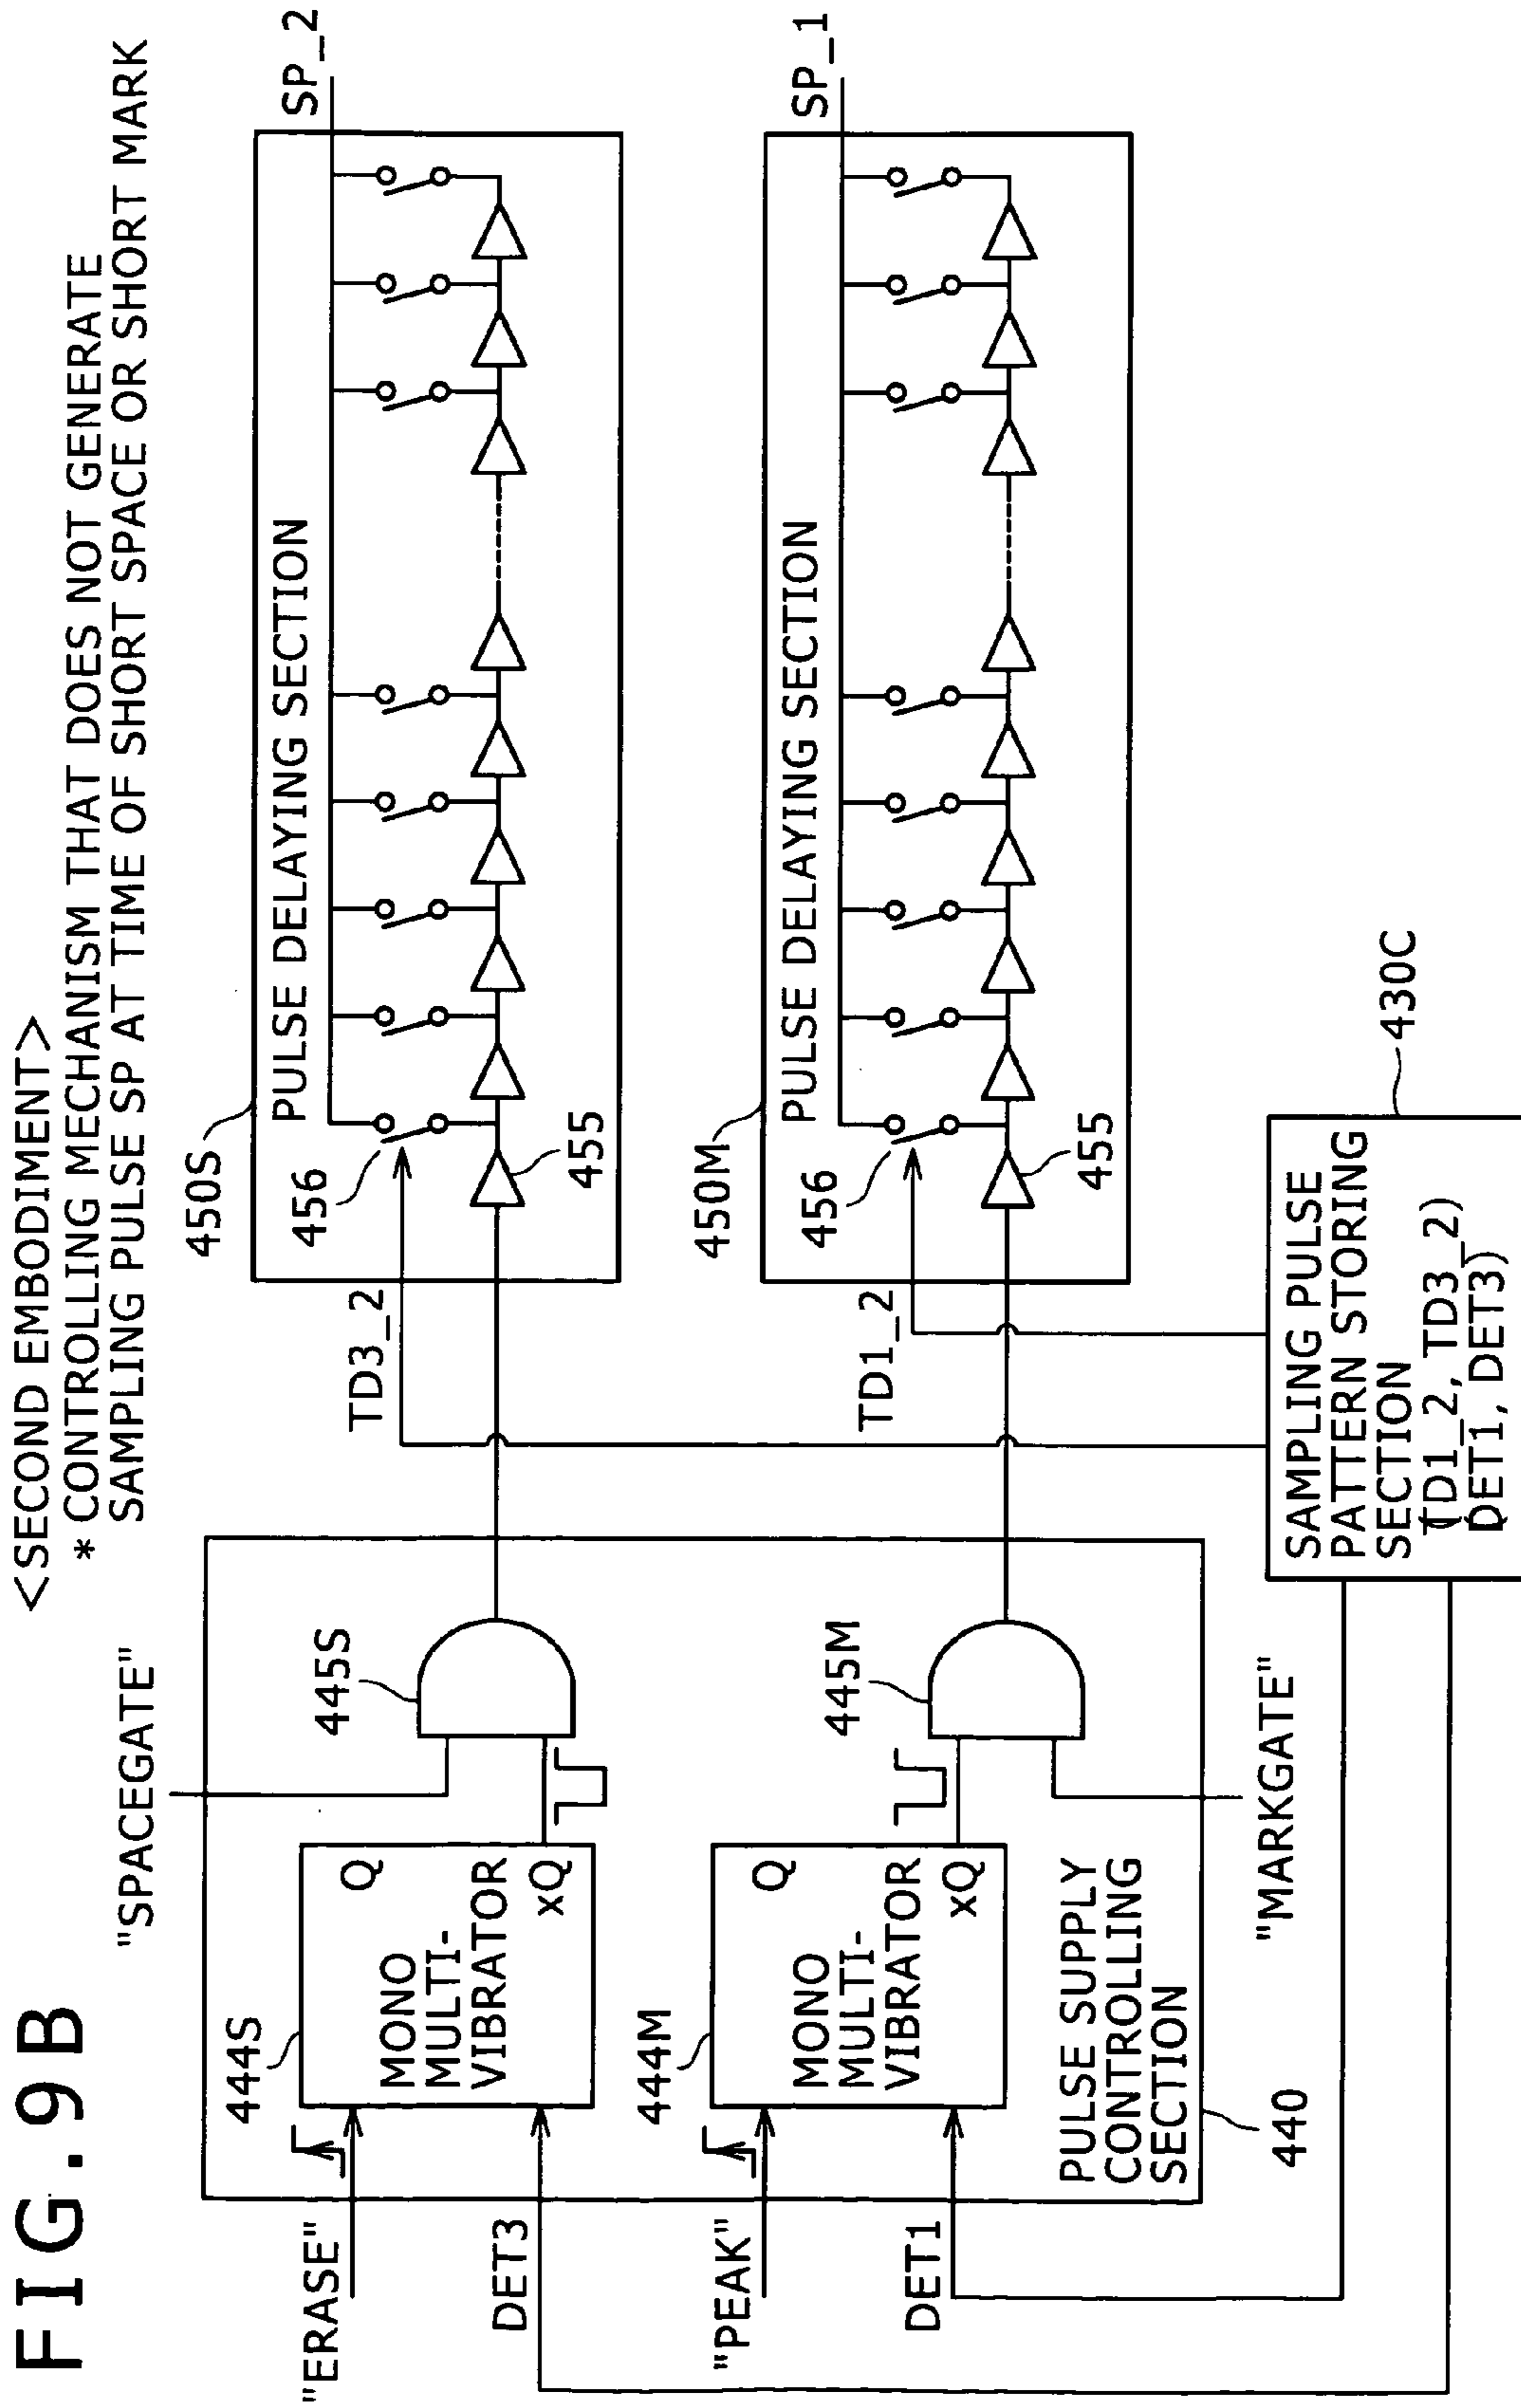 FIG. 9B
<SECOND EMBODIMENT>
* CONTROLLING MECHANISM THAT DOES NOT GENERATE
SAMPLING PULSE SP AT TIME OF SHORT SPACE OR SHORT MARK
"SPACEGATE"
"ERASE"
DET3
444S
MONO
MULTI-
VIBRATOR
Q
xQ
445S
TD3_2
450S
PULSE DELAYING SECTION
456
455
SP_2
"PEAK"
DET1
444M
MONO
MULTI-
VIBRATOR
Q
xQ
445M
TD1_2
450M
PULSE DELAYING SECTION
456
455
SP_1
PULSE SUPPLY
CONTROLLING
SECTION
440
"MARKGATE"
SAMPLING PULSE
PATTERN STORING
SECTION
(TD1_2, TD3_2)
(DET1, DET3)
430C